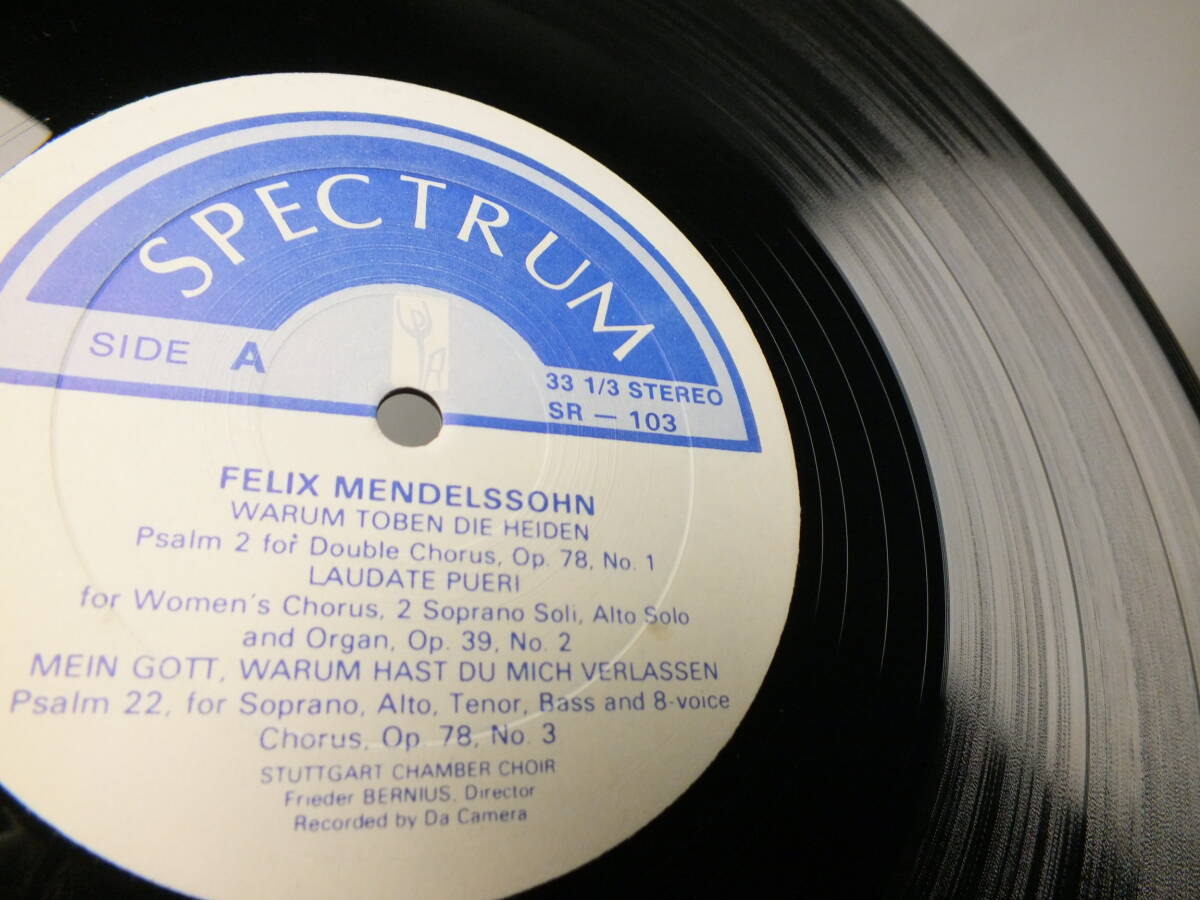 SPECTRUM
SIDE A
33 1/3 STEREO
SR — 103
FELIX MENDELSSOHN
WARUM TOBEN DIE HEIDEN
Psalm 2 for Double Chorus, Op. 78, No. 1
LAUDATE PUERI
for Women's Chorus, 2 Soprano Soli, Alto Solo
and Organ, Op. 39, No. 2
MEIN GOTT, WARUM HAST DU MICH VERLASSEN
Psalm 22, for Soprano, Alto, Tenor, Bass and 8-voice
Chorus, Op. 78, No. 3
STUTTGART CHAMBER CHOIR
Frieder BERNIUS, Director
Recorded by Da Camera